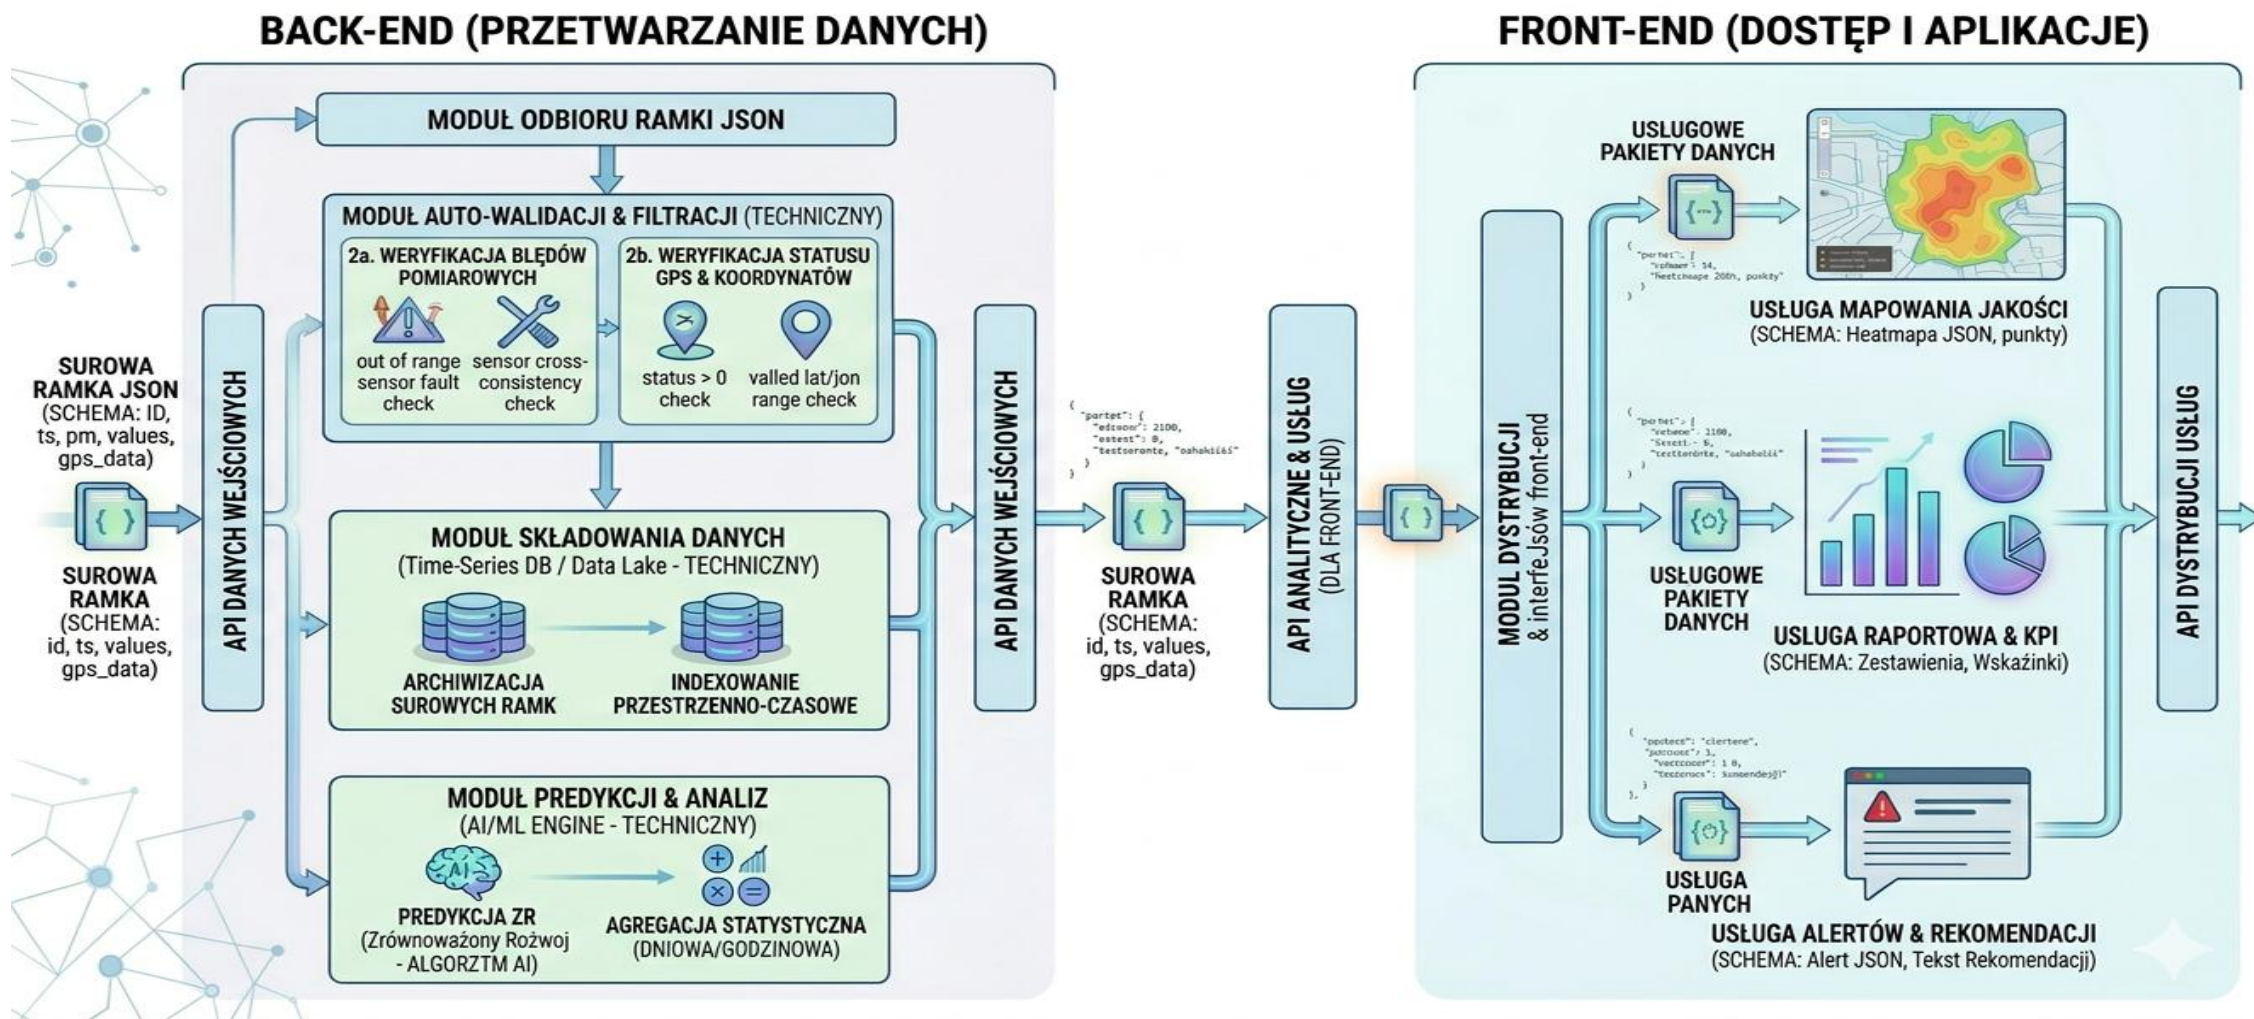 BACK-END (PRZETWARZANIE DANYCH)
MODUŁ ODBIORU RAMKI JSON
MODUŁ AUTO-WALIDACJI & FILTRACJI (TECHNICZNY)
2a. WERYFIKACJA BŁĘDÓW
POMIAROWYCH
out of range
sensor fault
check
sensor cross-
consistency
check
2b. WERYFIKACJA STATUSU
GPS & KOORDYNATÓW
status > 0
check
valled lat/jon
range check
SUROWA
RAMKA JSON
(SCHEMA: ID,
ts, pm, values,
gps_data)
SUROWA
RAMKA
(SCHEMA:
id, ts, values,
gps_data)
API DANYCH WEJŚCIOWYCH
MODUŁ SKŁADOWANIA DANYCH
(Time-Series DB / Data Lake - TECHNICZNY)
ARCHIWIZACJA
SUROWYCH RAMK
INDEXOWANIE
PRZESTRZENNO-CZASOWE
MODUŁ PREDYKCJI & ANALIZ
(AI/ML ENGINE - TECHNICZNY)
AI
PREDYKCJA ZR
(Zrównoważony Rożwoj
- ALGORZTM AI)
AGREGACJA STATYSTYCZNA
(DNIOWA/GODZINOWA)
API DANYCH WEJŚCIOWYCH
SUROWA
RAMKA
(SCHEMA:
id, ts, values,
gps_data)
API ANALITYCZNE & USŁUG
(DLA FRONT-END)
FRONT-END (DOSTĘP I APLIKACJE)
MODUŁ DYSTRYBUCJI
& interfeJsów front-end
USŁUGOWE
PAKIETY DANYCH
USŁUGA MAPOWANIA JAKOŚCI
(SCHEMA: Heatmapa JSON, punkty)
USŁUGOWE
PAKIETY
DANYCH
USLUGA RAPORTOWA & KPI
(SCHEMA: Zestawienia, Wskaźinki)
USŁUGA
PANYCH
USŁUGA ALERTÓW & REKOMENDACJI
(SCHEMA: Alert JSON, Tekst Rekomendacji)
API DYSTRYBUCJI USŁUG